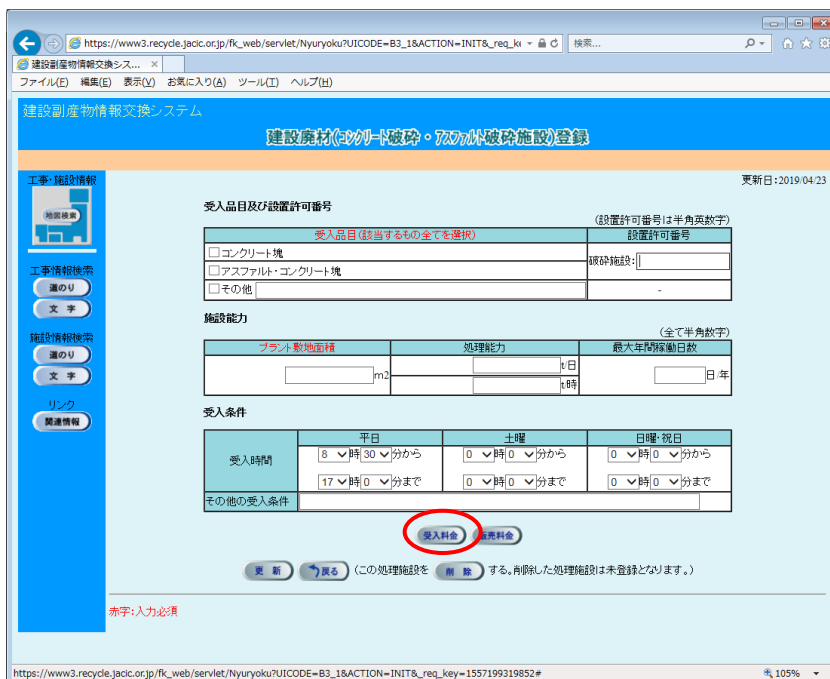 https://www3.recycle.jacic.or.jp/fk_web/servlet/Nyuryoku?UICODE=B3_1&ACTION=INIT&_req_k 検索...
建設副産物情報交換シス... ×
ファイル(F) 編集(E) 表示(V) お気に入り(A) ツール(T) ヘルプ(H)
建設副産物情報交換システム
建設廃材(コンクリート破砕・アスファルト破砕施設)登録
更新日:2019/04/23
工事・施設情報
地図検索
工事情報検索
道のり
文 字
施設情報検索
道のり
文 字
リンク
関連情報
受入品目及び設置許可番号
(設置許可番号は半角英数字)
受入品目(該当するもの全てを選択) 設置許可番号
コンクリート塊
破砕施設:
アスファルト・コンクリート塊
その他 -
施設能力
(全て半角数字)
プラント敷地面積 処理能力 最大年間稼働日数
m2 t/日 日/年
t/時
受入条件
平日 土曜 日曜・祝日
受入時間
8 時 30 分から 0 時 0 分から 0 時 0 分から
17 時 0 分まで 0 時 0 分まで 0 時 0 分まで
その他の受入条件
受入料金 販売料金
更 新 戻る (この処理施設を 削 除 する。削除した処理施設は未登録となります。)
赤字:入力必須
https://www3.recycle.jacic.or.jp/fk_web/servlet/Nyuryoku?UICODE=B3_1&ACTION=INIT&_req_key=1557199319852# 105%